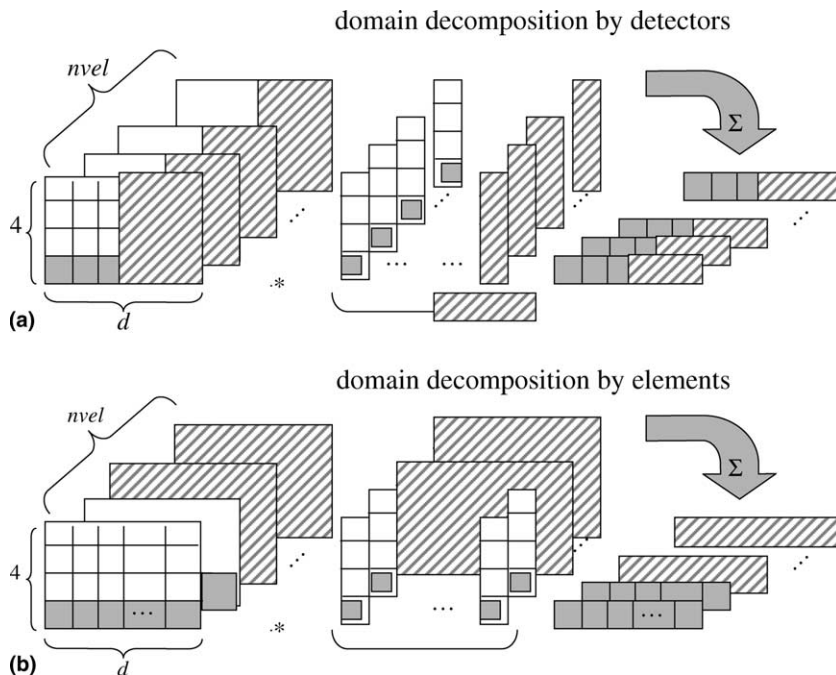 domain decomposition by detectors
nvel
Σ
4
...
...
...
... ...
...
.*
d
(a)
domain decomposition by elements
nvel
Σ
4
...
...
...
...
...
...
.*
d
(b)